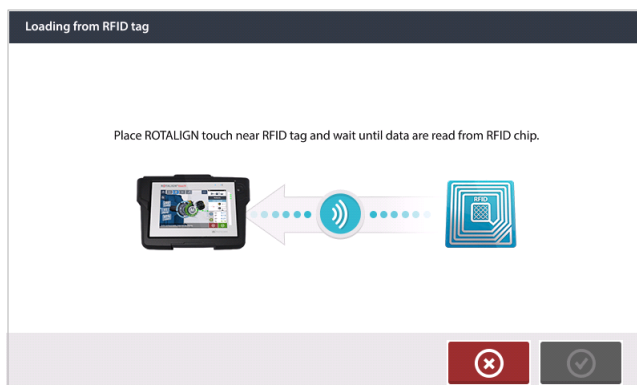 Loading from RFID tag
Place ROTALIGN touch near RFID tag and wait until data are read from RFID chip.
RFID